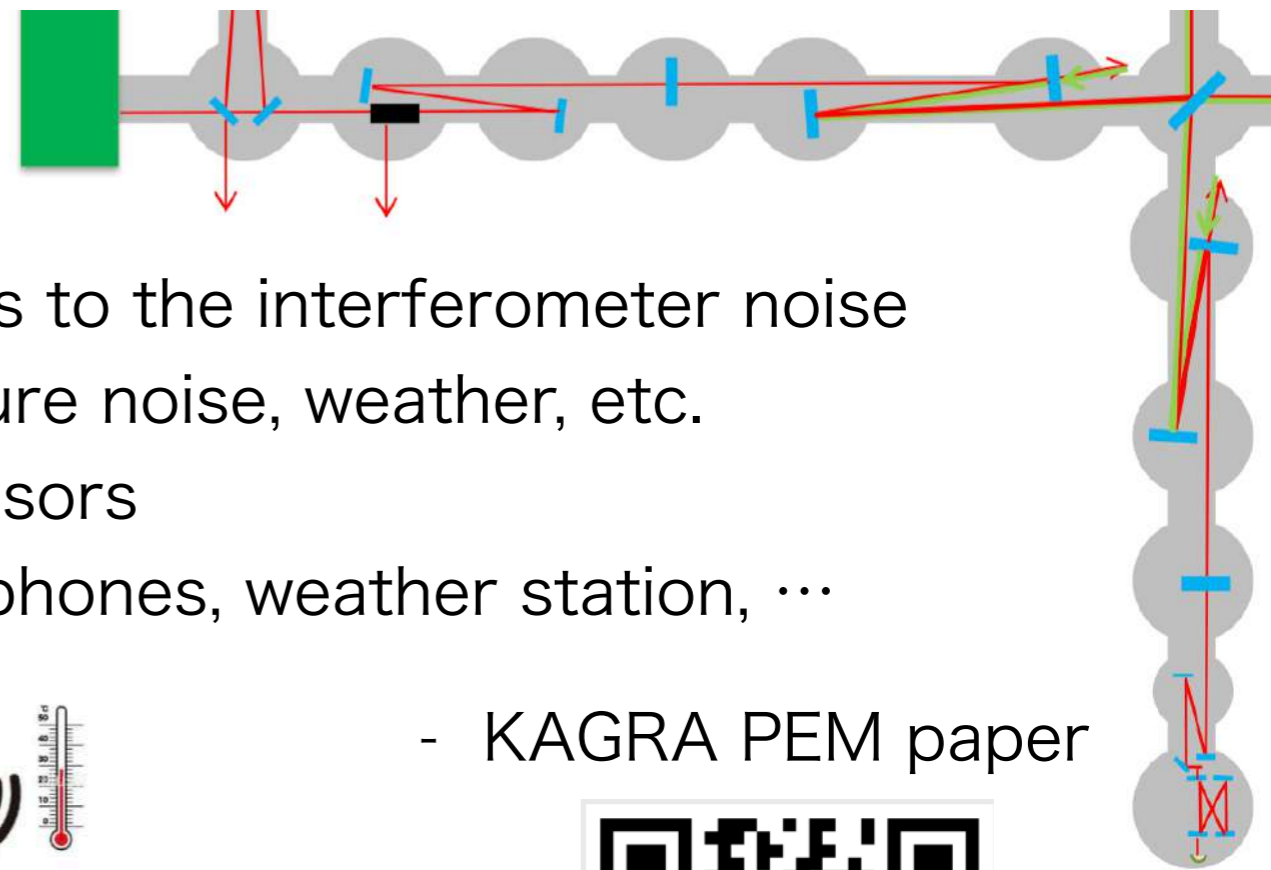 s to the interferometer noise
ure noise, weather, etc.
sors
phones, weather station, …
- KAGRA PEM paper